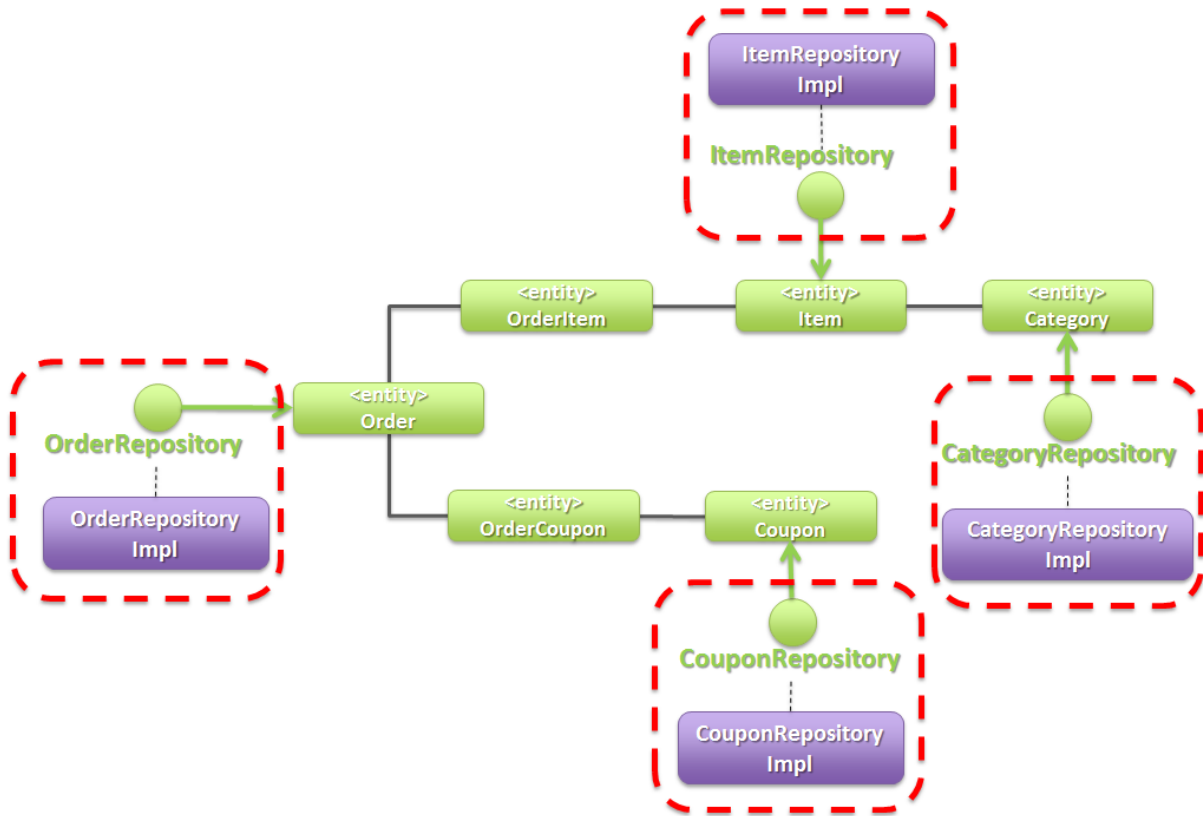 ItemRepository
Impl
ItemRepository
<entity>
OrderItem
<entity>
Item
<entity>
Category
<entity>
Order
OrderRepository
OrderRepository
Impl
CategoryRepository
CategoryRepository
Impl
<entity>
OrderCoupon
<entity>
Coupon
CouponRepository
CouponRepository
Impl